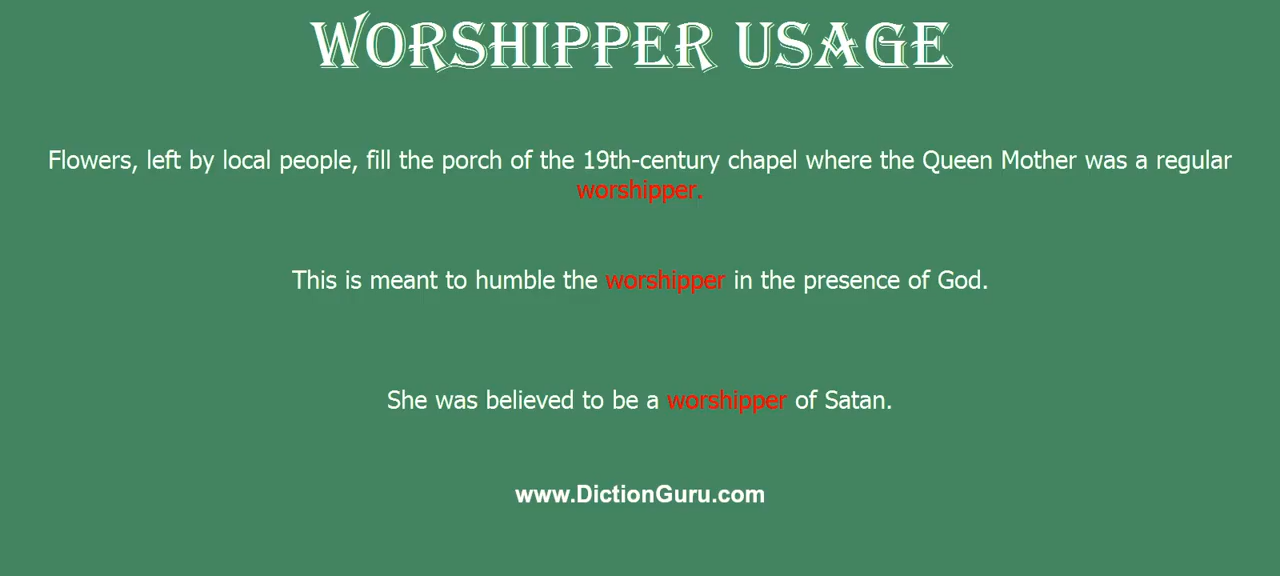 WORSHIPPER USAGE
Flowers, left by local people, fill the porch of the 19th-century chapel where the Queen Mother was a regular
worshipper.
This is meant to humble the worshipper in the presence of God.
She was believed to be a worshipper of Satan.
www.DictionGuru.com